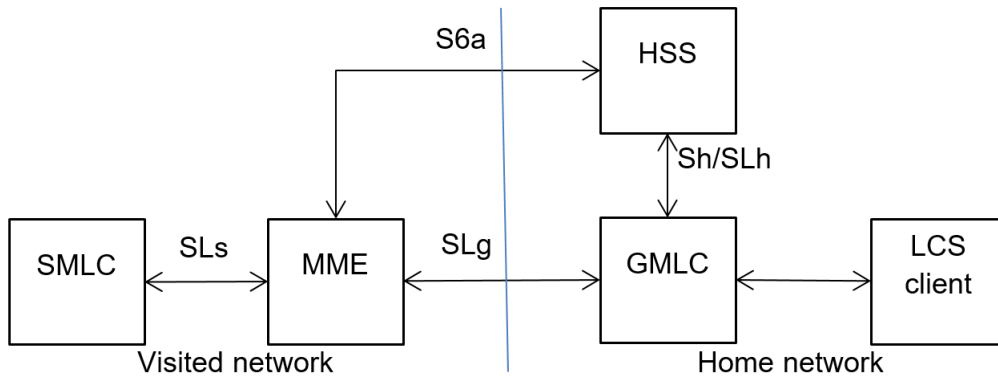 S6a
HSS
Sh/SLh
SMLC
SLs
MME
SLg
GMLC
LCS
client
Visited network
Home network